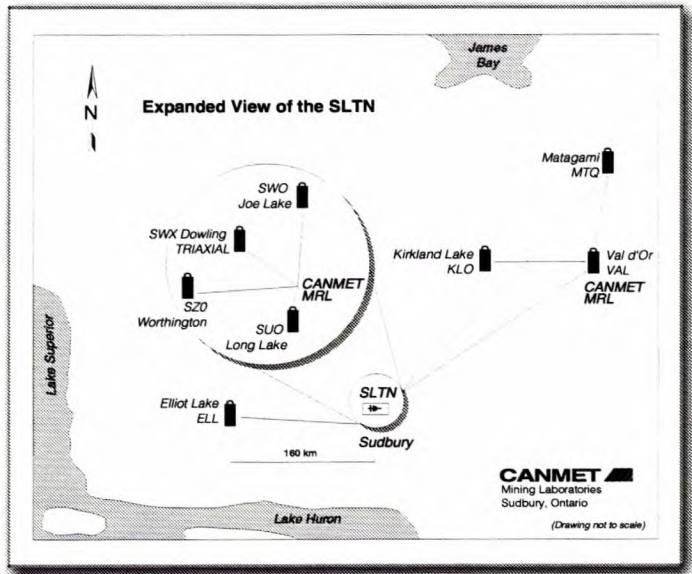 James
Bay
N
Expanded View of the SLTN
Matagami
MTQ
SWO
Joe Lake
SWX Dowling
TRIAXIAL
Kirkland Lake
KLO
Val d'Or
VAL
CANMET
MRL
CANMET
MRL
SZ0
Worthington
SUO
Long Lake
Lake Superior
SLTN
Elliot Lake
ELL
Sudbury
160 km
CANMET
Mining Laboratories
Sudbury, Ontario
Lake Huron
(Drawing not to scale)